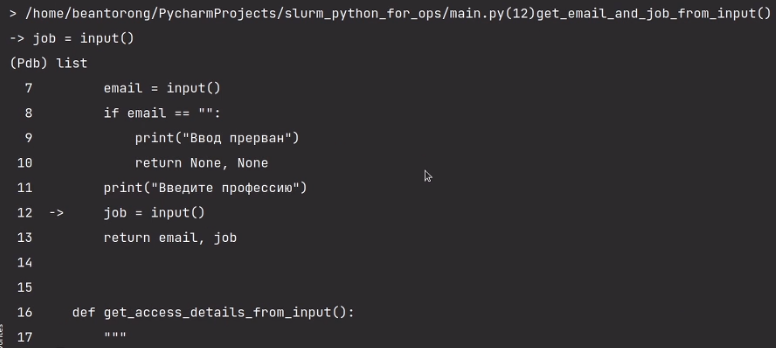 > /home/beantorong/PycharmProjects/slurm_python_for_ops/main.py(12)get_email_and_job_from_input()
-> job = input()
(Pdb) list
7 email = input()
8 if email == "":
9 print("Ввод прерван")
10 return None, None
11 print("Введите профессию")
12 -> job = input()
13 return email, job
14
15
16 def get_access_details_from_input():
17 """